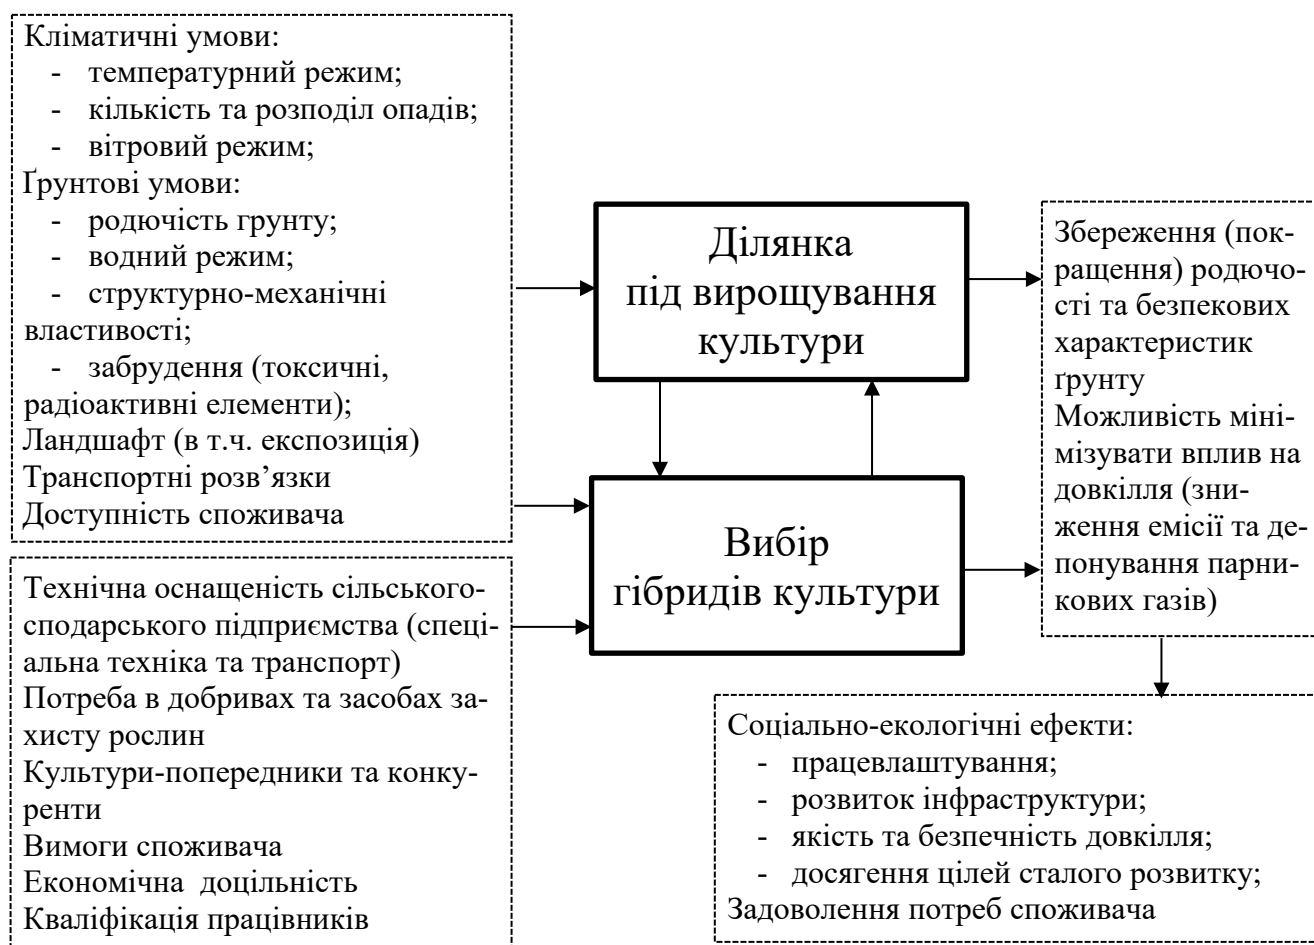 Кліматичні умови:
- температурний режим;
- кількість та розподіл опадів;
- вітровий режим;
Ґрунтові умови:
- родючість грунту;
- водний режим;
- структурно-механічні
властивості;
- забрудення (токсичні,
радіоактивні елементи);
Ландшафт (в т.ч. експозиція)
Транспортні розв’язки
Доступність споживача
Технічна оснащеність сільського-
сподарського підприємства (спеці-
альна техніка та транспорт)
Потреба в добривах та засобах за-
хисту рослин
Культури-попередники та конку-
ренти
Вимоги споживача
Економічна доцільність
Кваліфікація працівників
Ділянка
під вирощування
культури
Вибір
гібридів культури
Збереження (пок-
ращення) родючо-
сті та безпекових
характеристик
ґрунту
Можливість міні-
мізувати вплив на
довкілля (зни-
ження емісії та де-
понування парни-
кових газів)
Соціально-екологічні ефекти:
- працевлаштування;
- розвиток інфраструктури;
- якість та безпечність довкілля;
- досягення цілей сталого розвитку;
Задоволення потреб споживача